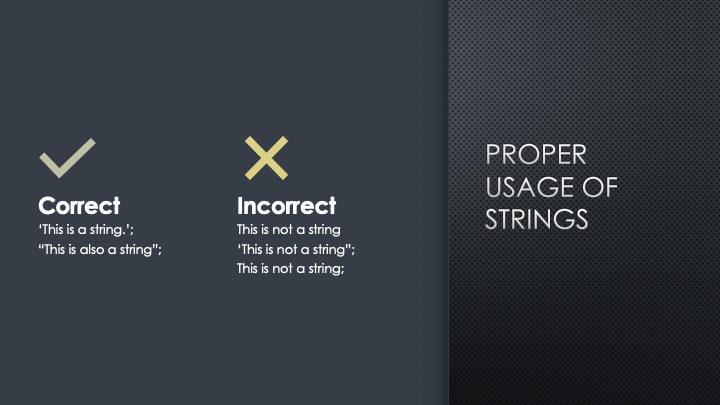 Correct
‘This is a string.’;
“This is also a string”;
Incorrect
This is not a string
‘This is not a string”;
This is not a string;
PROPER
USAGE OF
STRINGS